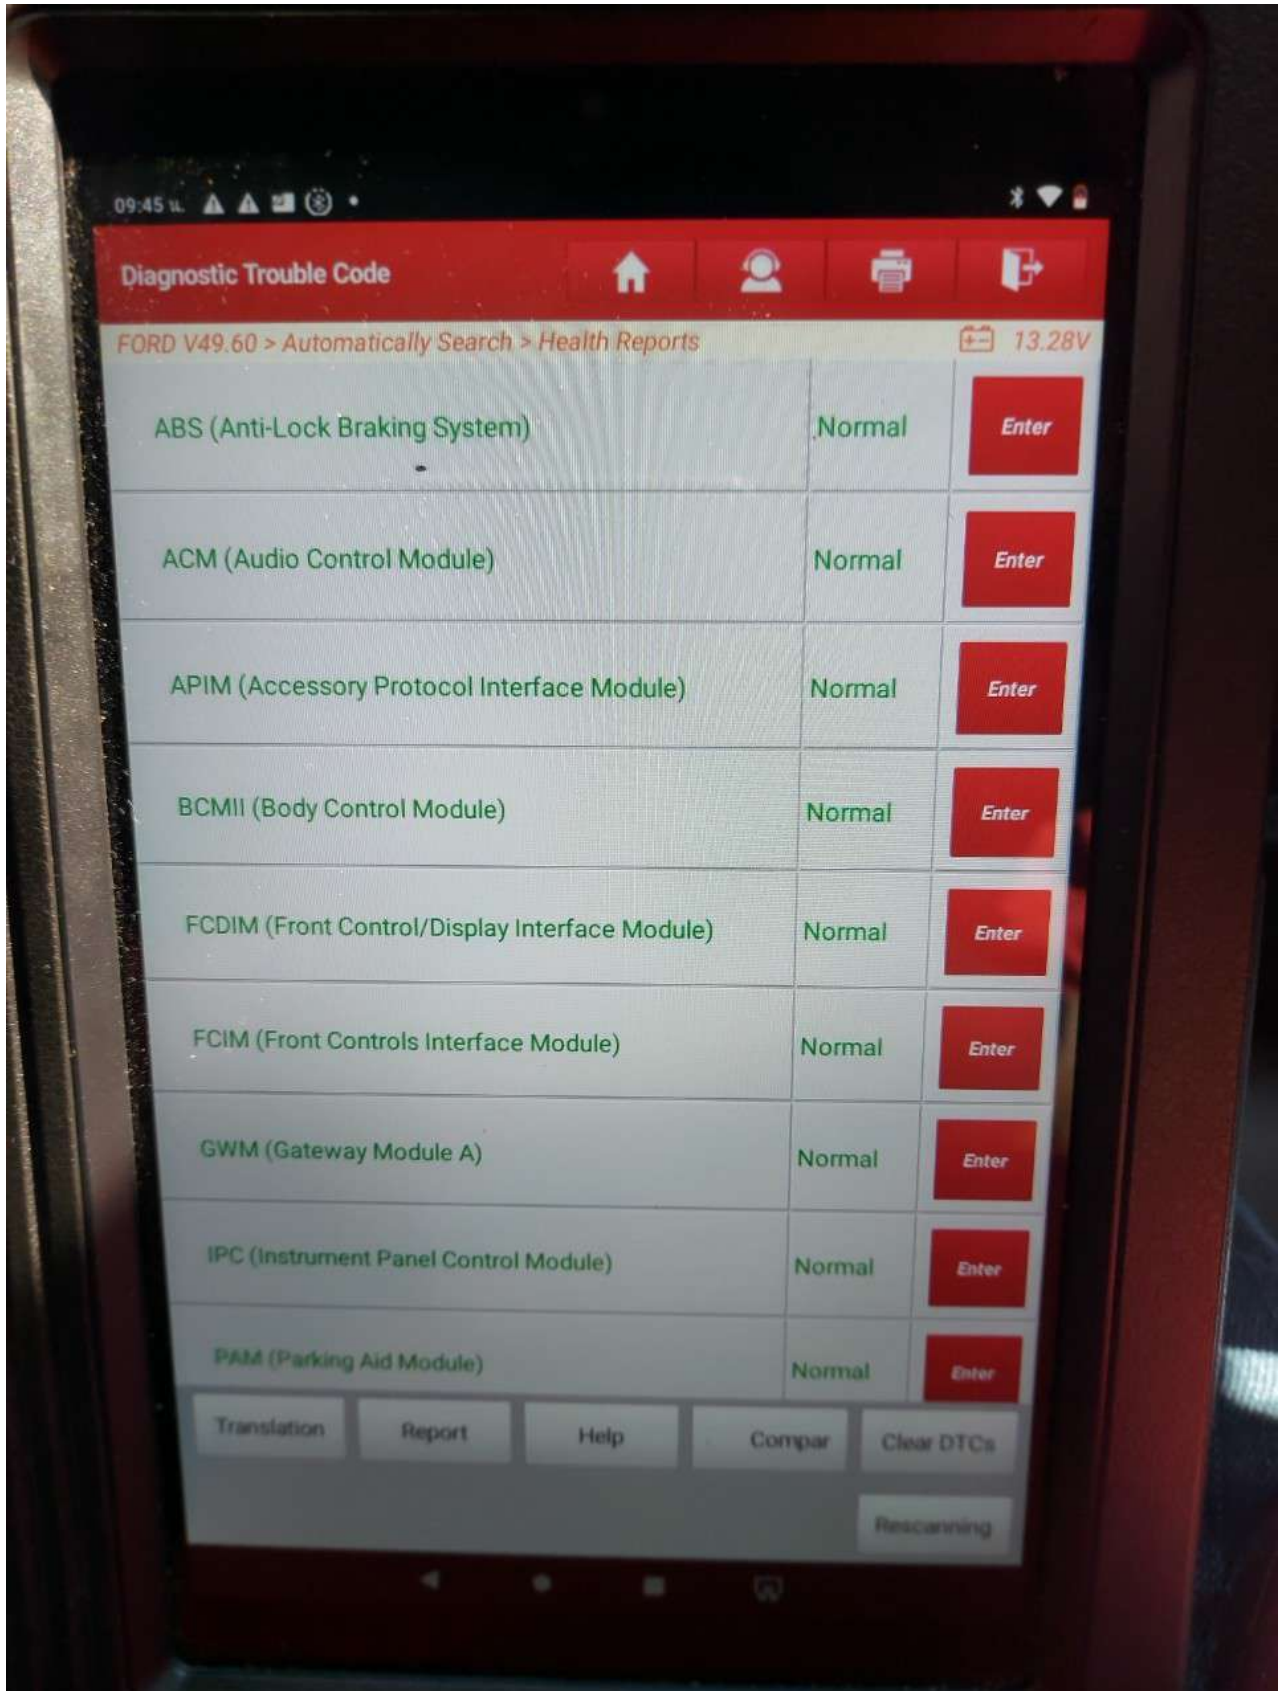 09:45 น.
Diagnostic Trouble Code
FORD V49.60 > Automatically Search > Health Reports 13.28V
ABS (Anti-Lock Braking System) Normal Enter
ACM (Audio Control Module) Normal Enter
APIM (Accessory Protocol Interface Module) Normal Enter
BCMII (Body Control Module) Normal Enter
FCDIM (Front Control/Display Interface Module) Normal Enter
FCIM (Front Controls Interface Module) Normal Enter
GWM (Gateway Module A) Normal Enter
IPC (Instrument Panel Control Module) Normal Enter
PAM (Parking Aid Module) Normal Enter
Translation Report Help Compar Clear DTCs
Rescanning